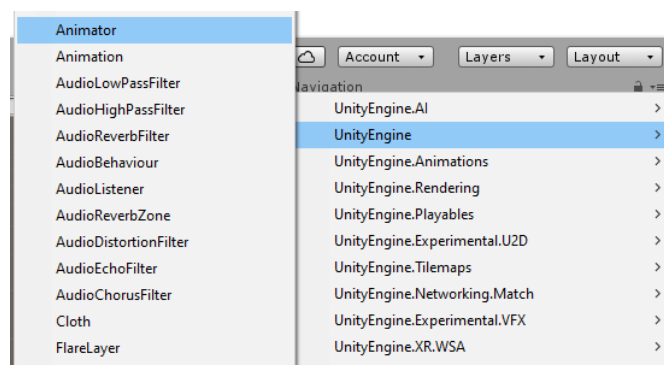 Animator
Animation
AudioLowPassFilter
AudioHighPassFilter
AudioReverbFilter
AudioBehaviour
AudioListener
AudioReverbZone
AudioDistortionFilter
AudioEchoFilter
AudioChorusFilter
Cloth
FlareLayer
Account
Layers
Layout
Navigation
UnityEngine.AI
UnityEngine
UnityEngine.Animations
UnityEngine.Rendering
UnityEngine.Playables
UnityEngine.Experimental.U2D
UnityEngine.Tilemaps
UnityEngine.Networking.Match
UnityEngine.Experimental.VFX
UnityEngine.XR.WSA